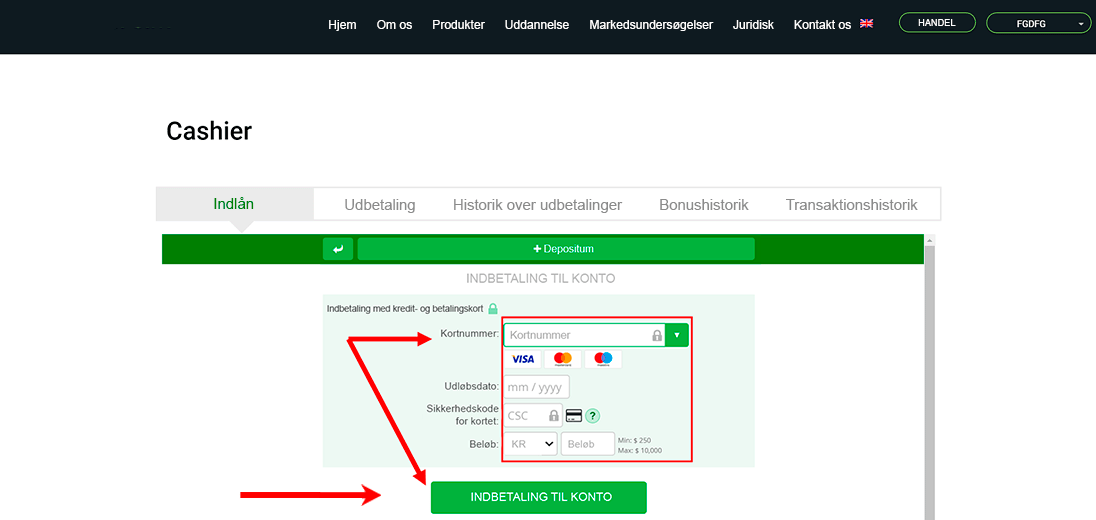 Hjem Om os Produkter Uddannelse Markedsundersøgelser Juridisk Kontakt os HANDEL FGDFG
Cashier
Indlån Udbetaling Historik over udbetalinger Bonushistorik Transaktionshistorik
+ Depositum
INDBETALING TIL KONTO
Indbetaling med kredit- og betalingskort
Kortnummer: Kortnummer
VISA
Udløbsdato: mm / yyyy
Sikkerhedskode
for kortet: CSC ?
Beløb: KR Beløb Min: $ 250
Max: $ 10,000
INDBETALING TIL KONTO